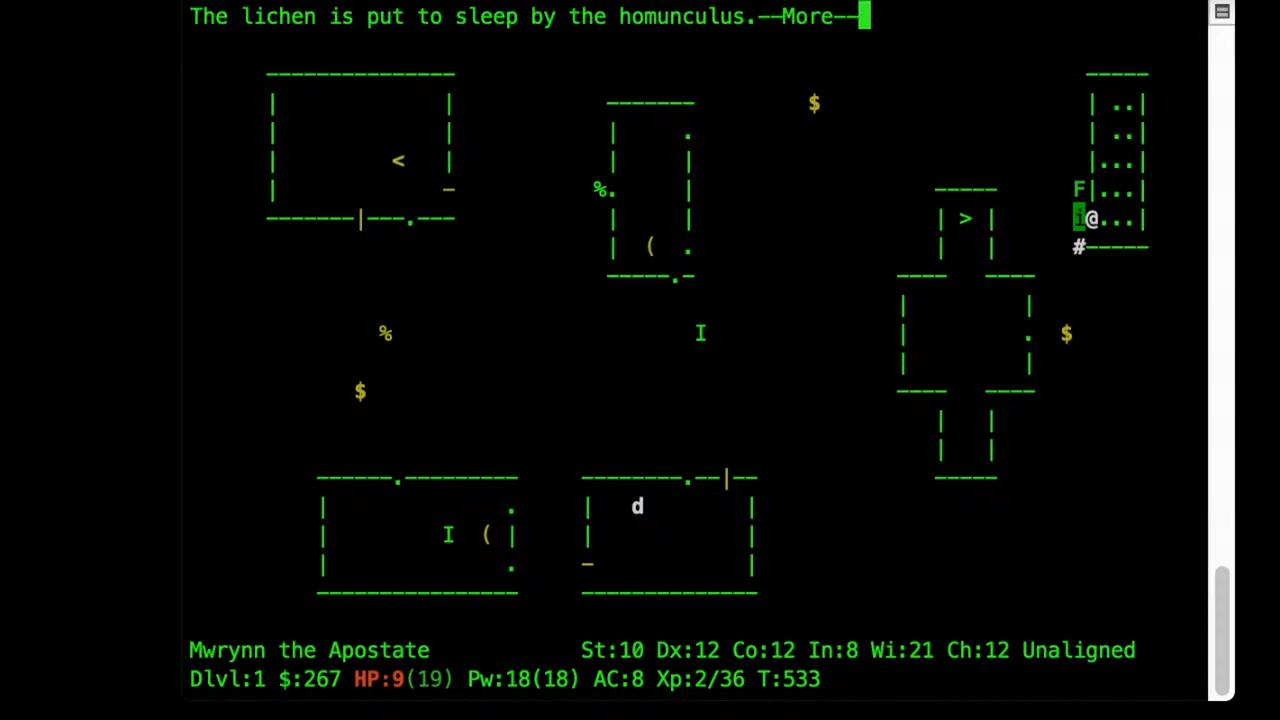 The lichen is put to sleep by the homunculus.--More--
---------------                                                    -----
|             |            -------         $                       | ..|
|             |            |     .                                 | ..|
|         <   |            |     |                                 |...|
|             -           %.     |                   -----        F|...|
-------|---.---            |     |                   | > |        i@...|
                           |  (  .                   |   |        #-----
                           -----.-                ----   ----
                                                  |         |
         %                        I               |         .  $
                                                  |         |
       $                                          ----   ----
                                                     |   |
                                                     |   |
    ------.---------     --------.--|--              -----
    |              .     |   d        |
    |         I  ( |     |            |
    |              .     -            |
    ----------------     --------------
Mwrynn the Apostate            St:10 Dx:12 Co:12 In:8 Wi:21 Ch:12 Unaligned
Dlvl:1 $:267 HP:9(19) Pw:18(18) AC:8 Xp:2/36 T:533